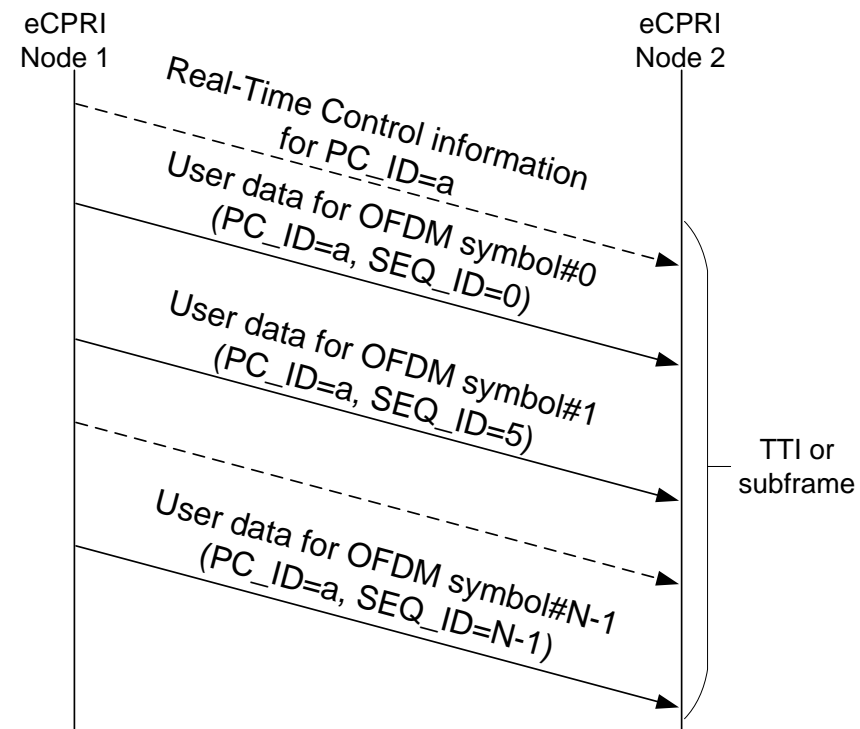 eCPRI
Node 1
eCPRI
Node 2
Real-Time Control information
for PC_ID=a
User data for OFDM symbol#0
(PC_ID=a, SEQ_ID=0)
User data for OFDM symbol#1
(PC_ID=a, SEQ_ID=5)
TTI or
subframe
User data for OFDM symbol#N-1
(PC_ID=a, SEQ_ID=N-1)